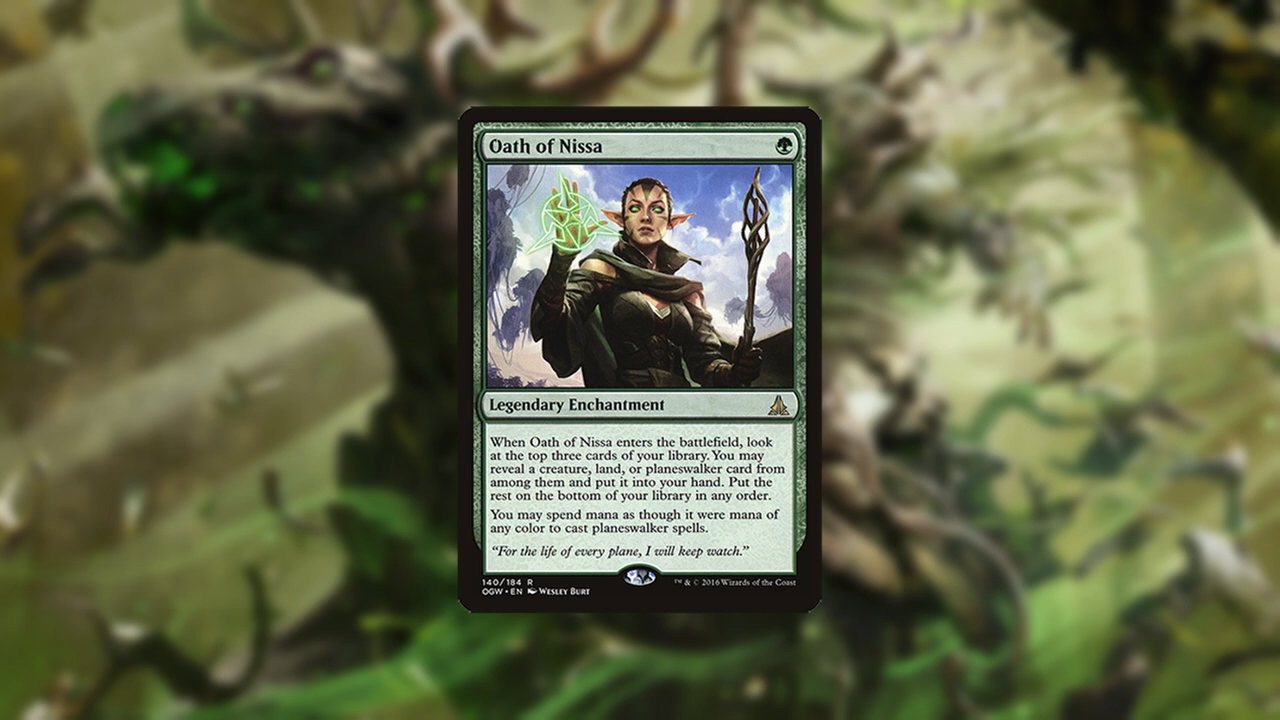 Oath of Nissa
Legendary Enchantment
When Oath of Nissa enters the battlefield, look
at the top three cards of your library. You may
reveal a creature, land, or planeswalker card from
among them and put it into your hand. Put the
rest on the bottom of your library in any order.
You may spend mana as though it were mana of
any color to cast planeswalker spells.
“For the life of every plane, I will keep watch.”
140/184 R
OGW • EN Wesley Burt
™ & © 2016 Wizards of the Coast